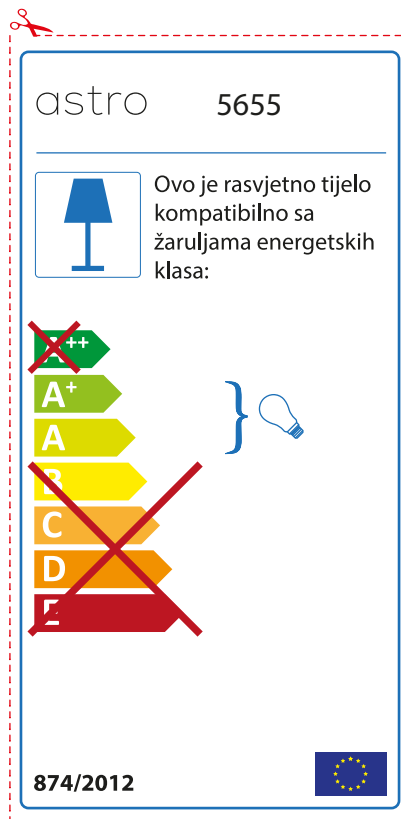 astro 5655
Ovo je rasvjetno tijelo
kompatibilno sa
žaruljama energetskih
klasa:
A++
A+
A
B
C
D
E
874/2012